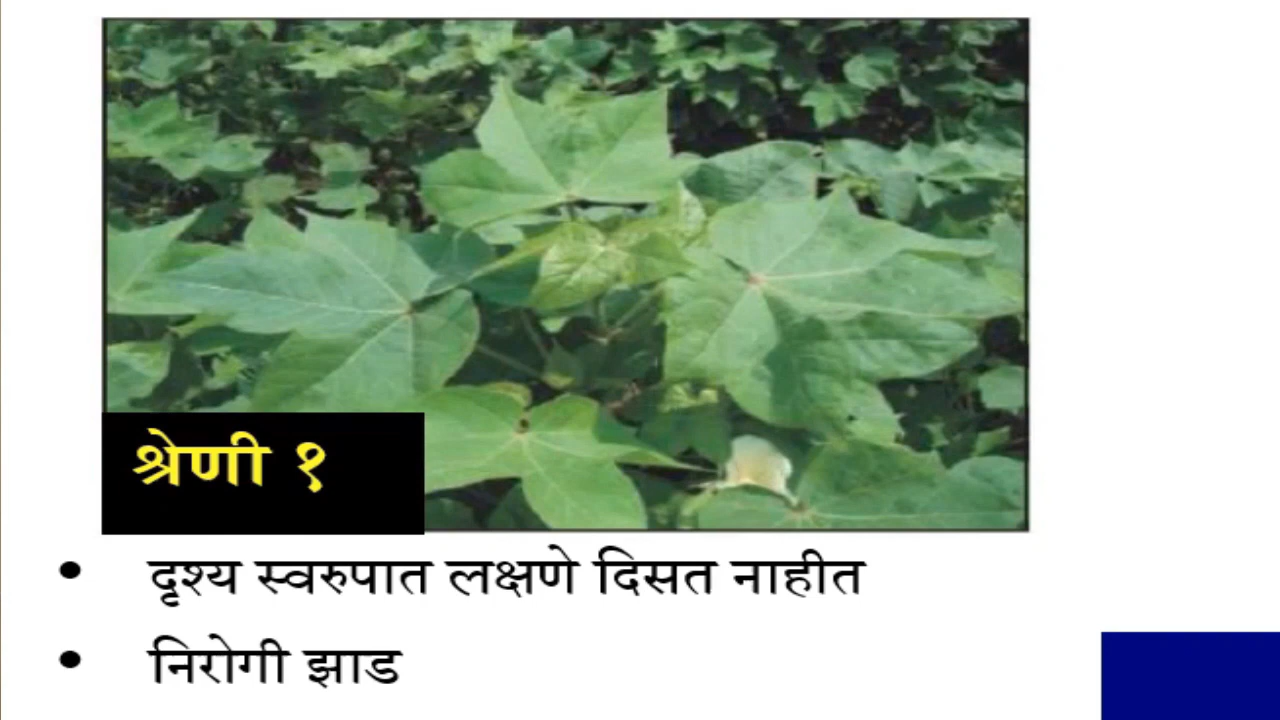 श्रेणी १
• दृश्य स्वरुपात लक्षणे दिसत नाहीत
• निरोगी झाड